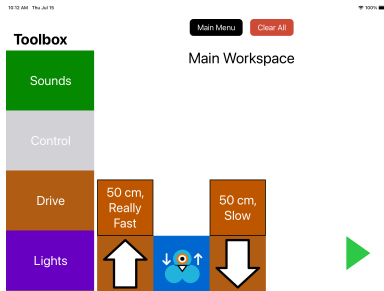 10:12 AM Thu Jul 15
100%
Main Menu
Clear All
Toolbox
Main Workspace
Sounds
Control
Drive
Lights
50 cm,
Really
Fast
50 cm,
Slow